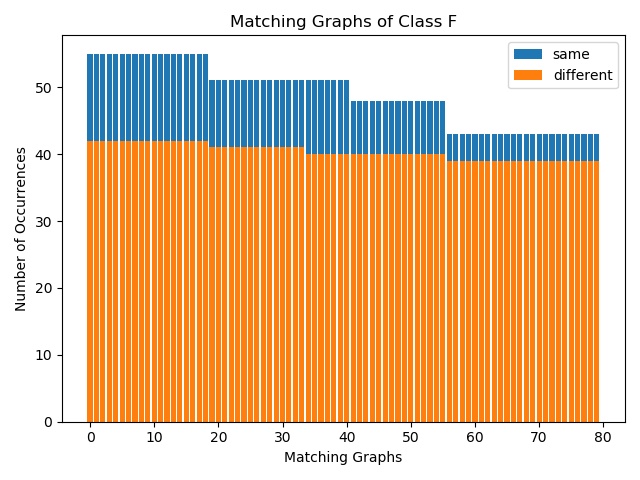 Matching Graphs of Class F
same
different
Number of Occurrences
50
40
30
20
10
0
0 10 20 30 40 50 60 70 80
Matching Graphs